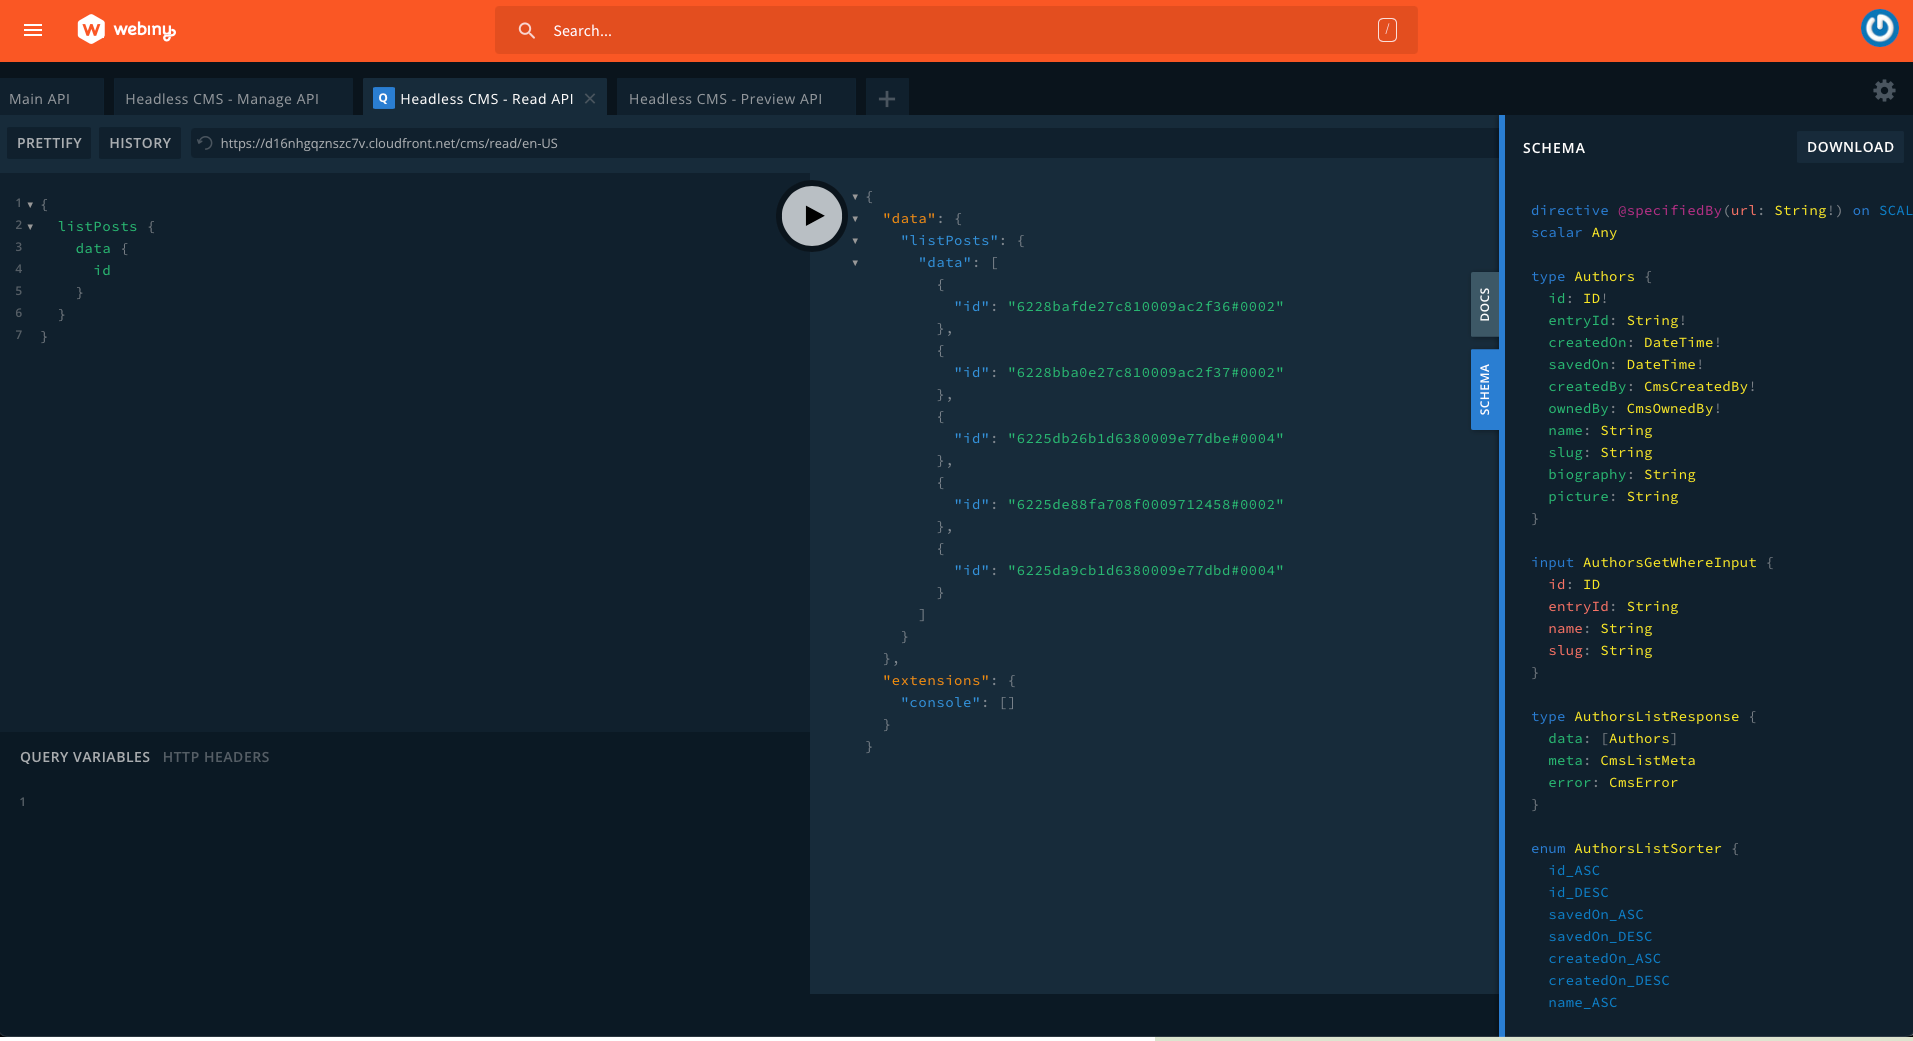 webiny
Search...
/
Main API
Headless CMS - Manage API
Q Headless CMS - Read API ×
Headless CMS - Preview API
+
PRETTIFY
HISTORY
https://d16nhgqznszc7v.cloudfront.net/cms/read/en-US
1 {
2 listPosts {
3 data {
4 id
5 }
6 }
7 }
QUERY VARIABLES HTTP HEADERS
1
{
"data": {
"listPosts": {
"data": [
{
"id": "6228bafde27c810009ac2f36#0002"
},
{
"id": "6228bba0e27c810009ac2f37#0002"
},
{
"id": "6225db26b1d6380009e77dbe#0004"
},
{
"id": "6225de88fa708f0009712458#0002"
},
{
"id": "6225da9cb1d6380009e77dbd#0004"
}
]
}
},
"extensions": {
"console": []
}
}
DOCS
SCHEMA
SCHEMA
DOWNLOAD
directive @specifiedBy(url: String!) on SCAL
scalar Any
type Authors {
id: ID!
entryId: String!
createdOn: DateTime!
savedOn: DateTime!
createdBy: CmsCreatedBy!
ownedBy: CmsOwnedBy!
name: String
slug: String
biography: String
picture: String
}
input AuthorsGetWhereInput {
id: ID
entryId: String
name: String
slug: String
}
type AuthorsListResponse {
data: [Authors]
meta: CmsListMeta
error: CmsError
}
enum AuthorsListSorter {
id_ASC
id_DESC
savedOn_ASC
savedOn_DESC
createdOn_ASC
createdOn_DESC
name_ASC